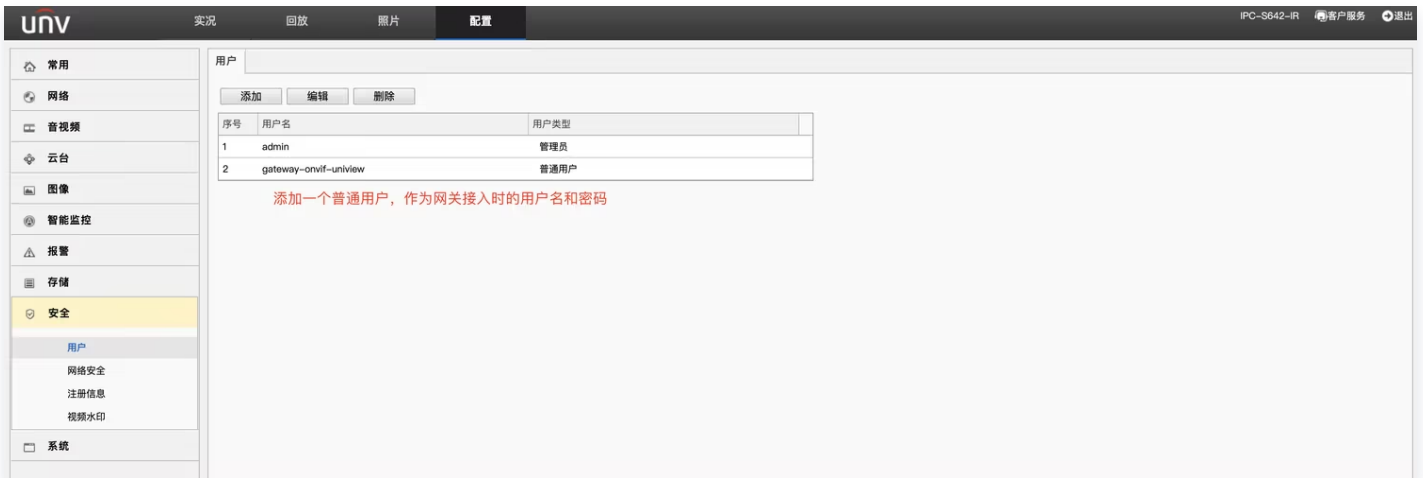 unv 实况 回放 照片 配置 IPC-S642-IR 客户服务 退出
常用
网络
音视频
云台
图像
智能监控
报警
存储
安全
用户
网络安全
注册信息
视频水印
系统
用户
添加 编辑 删除
序号 用户名 用户类型
1 admin 管理员
2 gateway-onvif-uniview 普通用户
添加一个普通用户，作为网关接入时的用户名和密码